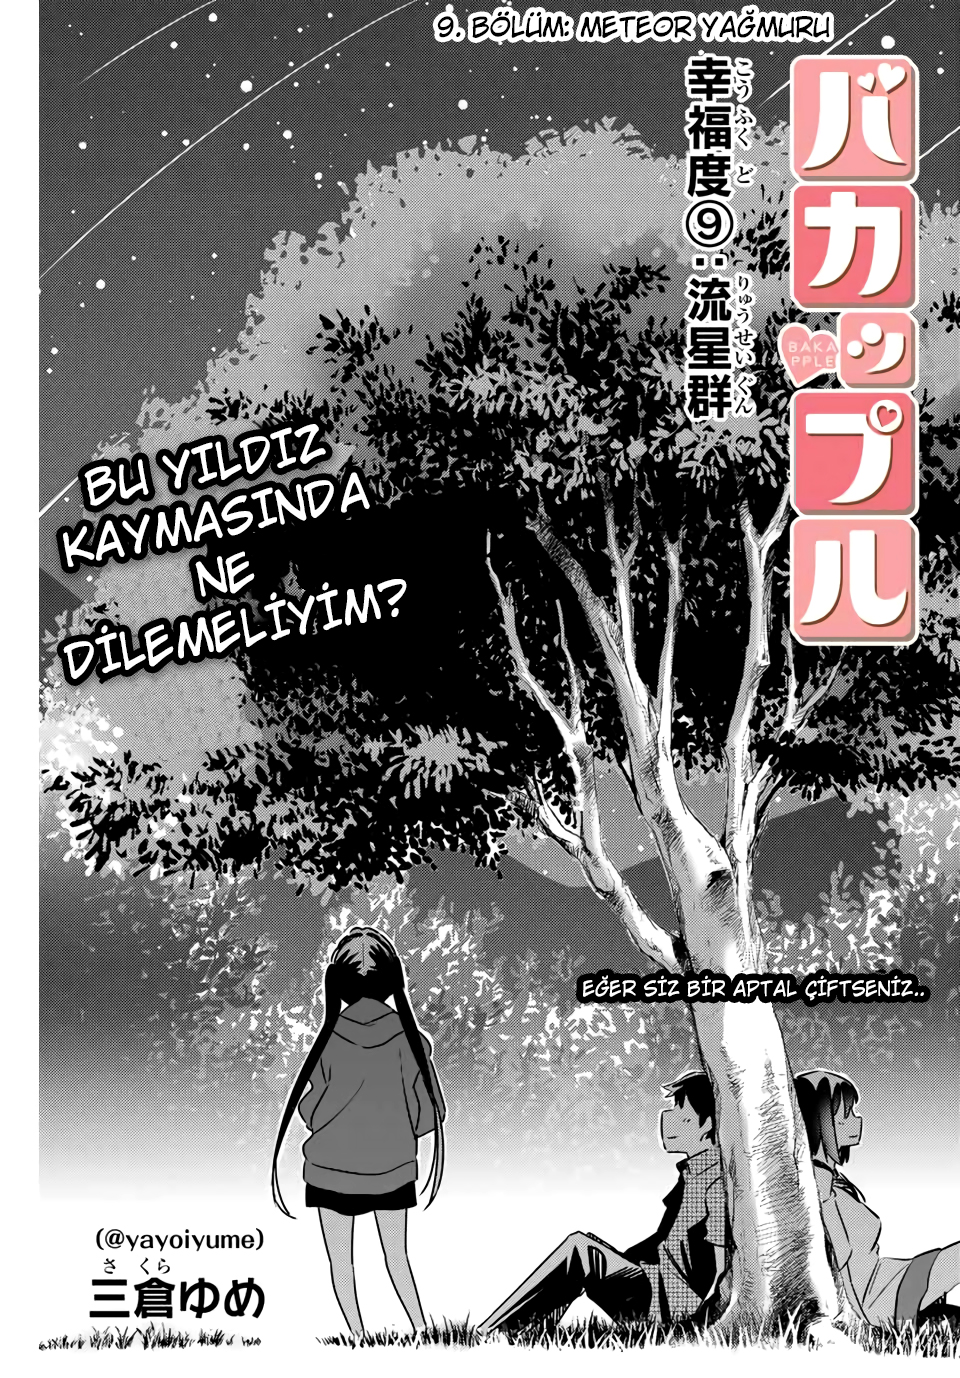 9. BÖLÜM: METEOR YAĞMURU
バカップル
BAKA
PPLE
幸福度⑨:流星群
こうふくど
りゅうせいぐん
BU YILDIZ
KAYMASINDA
NE
DİLEMELİYİM?
EĞER SİZ BİR APTAL ÇİFTSENİZ..
(@yayoiyume)
さくら
三倉ゆめ